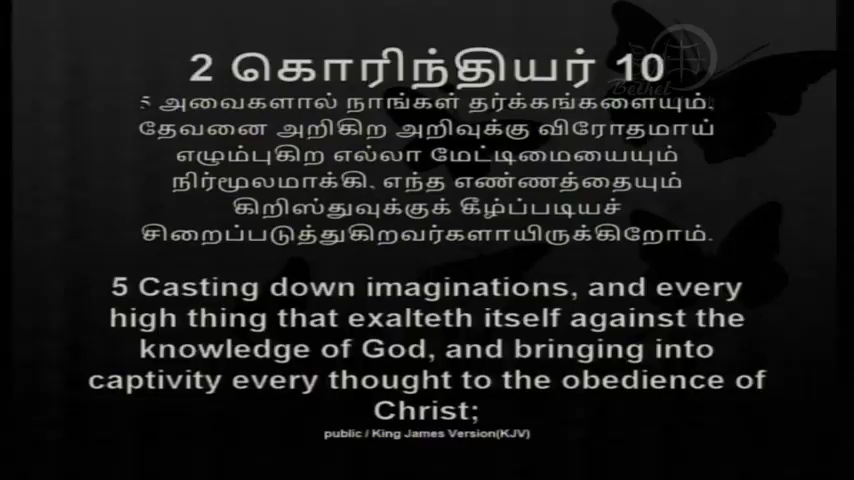 2 கொரிந்தியர் 10
Bethel
5 அவைகளால் நாங்கள் தர்க்கங்களையும்,
தேவனை அறிகிற அறிவுக்கு விரோதமாய்
எழும்புகிற எல்லா மேட்டிமையையும்
நிர்மூலமாக்கி, எந்த எண்ணத்தையும்
கிறிஸ்துவுக்குக் கீழ்ப்படியச்
சிறைப்படுத்துகிறவர்களாயிருக்கிறோம்.
5 Casting down imaginations, and every
high thing that exalteth itself against the
knowledge of God, and bringing into
captivity every thought to the obedience of
Christ;
public / King James Version(KJV)